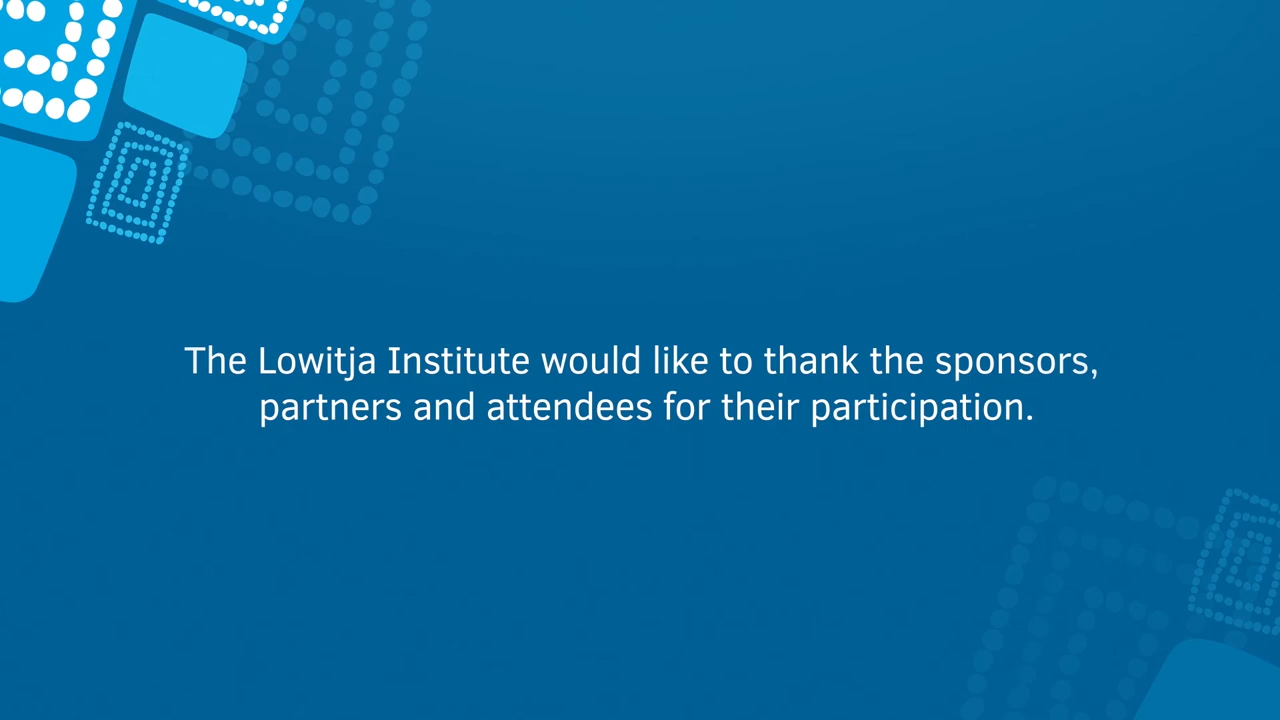 The Lowitja Institute would like to thank the sponsors,
partners and attendees for their participation.